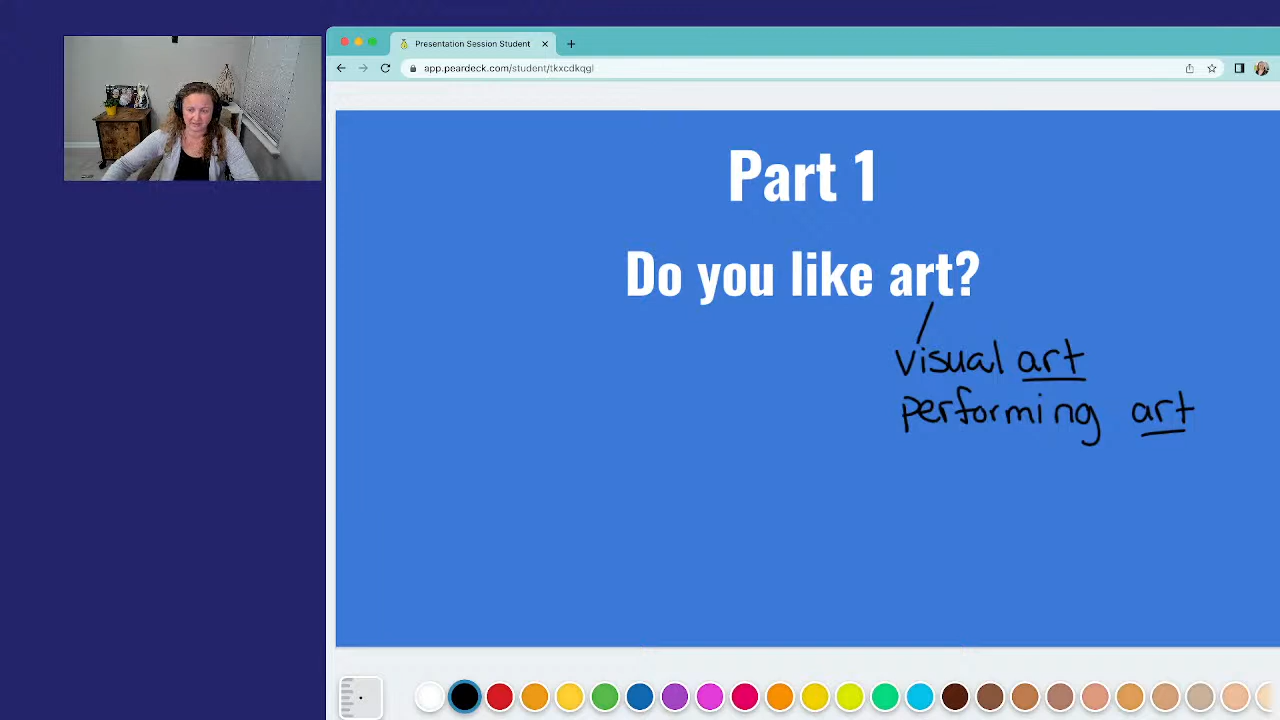 Presentation Session Student
app.peardeck.com/student/tkxcdkqgl
Part 1
Do you like art?
visual art
performing art